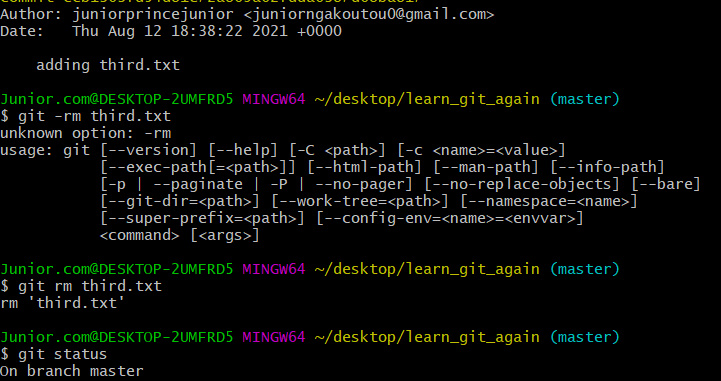 Author: juniorprincejunior <juniorngakoutou0@gmail.com>
Date:   Thu Aug 12 18:38:22 2021 +0000
    adding third.txt
Junior.com@DESKTOP-2UMFRD5 MINGW64 ~/desktop/learn_git_again (master)
$ git -rm third.txt
unknown option: -rm
usage: git [--version] [--help] [-C <path>] [-c <name>=<value>]
           [--exec-path[=<path>]] [--html-path] [--man-path] [--info-path]
           [-p | --paginate | -P | --no-pager] [--no-replace-objects] [--bare]
           [--git-dir=<path>] [--work-tree=<path>] [--namespace=<name>]
           [--super-prefix=<path>] [--config-env=<name>=<envvar>]
           <command> [<args>]
Junior.com@DESKTOP-2UMFRD5 MINGW64 ~/desktop/learn_git_again (master)
$ git rm third.txt
rm 'third.txt'
Junior.com@DESKTOP-2UMFRD5 MINGW64 ~/desktop/learn_git_again (master)
$ git status
On branch master